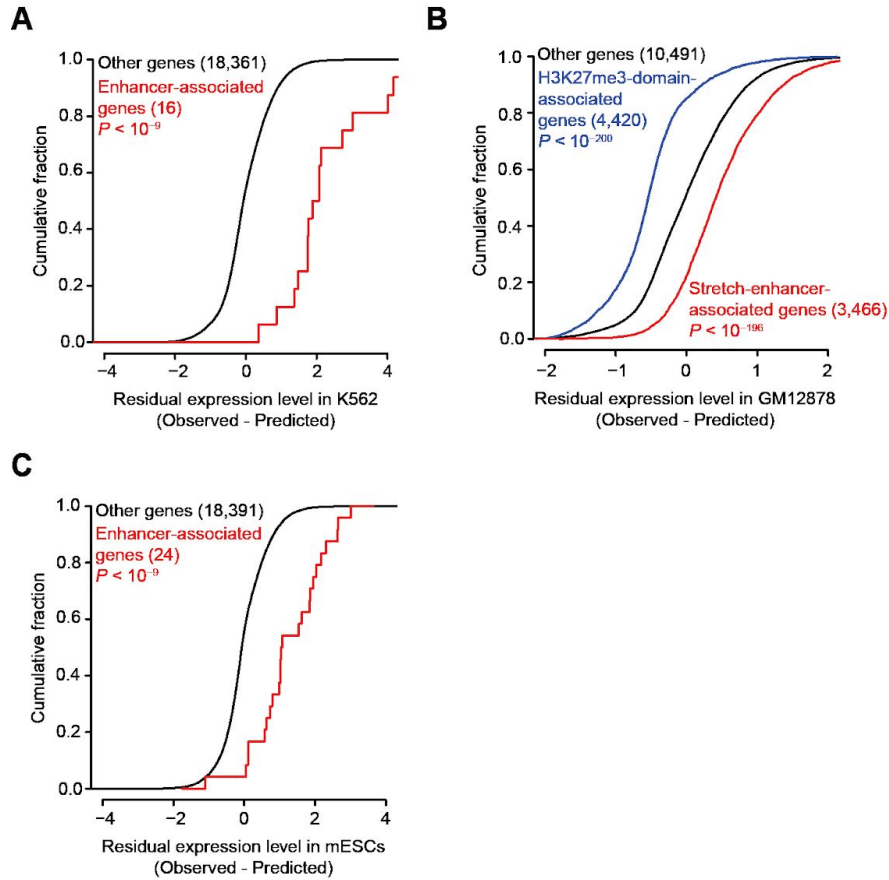 A
Cumulative fraction
1.0
0.8
0.6
0.4
0.2
0.0
Other genes (18,361)
Enhancer-associated
genes (16)
P < 10⁻⁹
−4 −2 0 2 4
Residual expression level in K562
(Observed - Predicted)
B
Cumulative fraction
1.0
0.8
0.6
0.4
0.2
0.0
Other genes (10,491)
H3K27me3-domain-
associated
genes (4,420)
P < 10⁻²⁰⁰
Stretch-enhancer-
associated genes (3,466)
P < 10⁻¹⁹⁶
−2 −1 0 1 2
Residual expression level in GM12878
(Observed - Predicted)
C
Cumulative fraction
1.0
0.8
0.6
0.4
0.2
0.0
Other genes (18,391)
Enhancer-associated
genes (24)
P < 10⁻⁹
−4 −2 0 2 4
Residual expression level in mESCs
(Observed - Predicted)